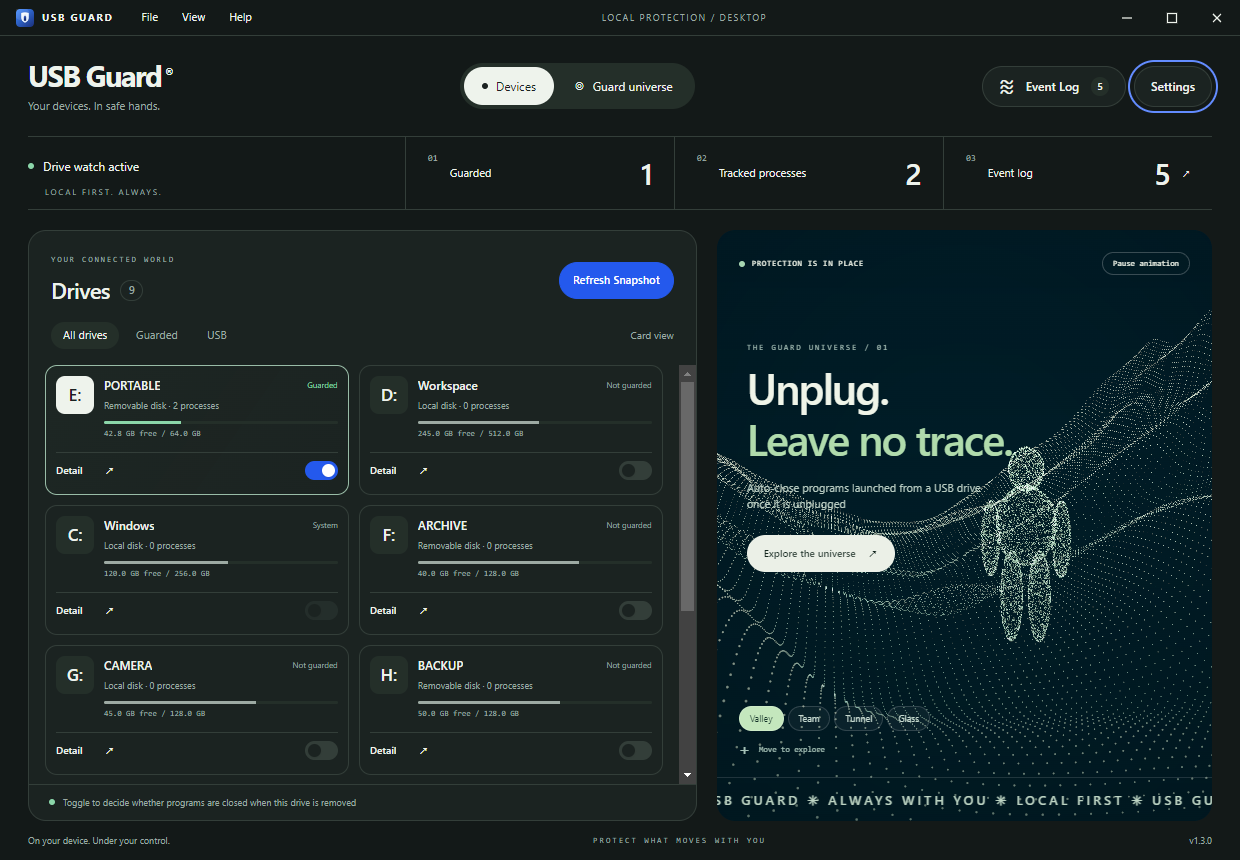 USB GUARD File View Help LOCAL PROTECTION / DESKTOP
USB Guard®
Your devices. In safe hands.
Devices Guard universe
Event Log 5 Settings
Drive watch active
LOCAL FIRST. ALWAYS.
01 Guarded 1
02 Tracked processes 2
03 Event log 5 ↗
YOUR CONNECTED WORLD
Drives 9
Refresh Snapshot
All drives Guarded USB Card view
E: PORTABLE Guarded
Removable disk · 2 processes
42.8 GB free / 64.0 GB
Detail ↗
D: Workspace Not guarded
Local disk · 0 processes
245.0 GB free / 512.0 GB
Detail ↗
C: Windows System
Local disk · 0 processes
120.0 GB free / 256.0 GB
Detail ↗
F: ARCHIVE Not guarded
Removable disk · 0 processes
40.0 GB free / 128.0 GB
Detail ↗
G: CAMERA Not guarded
Local disk · 0 processes
45.0 GB free / 128.0 GB
Detail ↗
H: BACKUP Not guarded
Removable disk · 0 processes
50.0 GB free / 128.0 GB
Detail ↗
Toggle to decide whether programs are closed when this drive is removed
PROTECTION IS IN PLACE
Pause animation
THE GUARD UNIVERSE / 01
Unplug.
Leave no trace.
Auto-close programs launched from a USB drive
once it is unplugged
Explore the universe ↗
Valley Team Tunnel Glass
+ Move to explore
SB GUARD ✳ ALWAYS WITH YOU ✳ LOCAL FIRST ✳ USB GU
On your device. Under your control.
PROTECT WHAT MOVES WITH YOU
v1.3.0